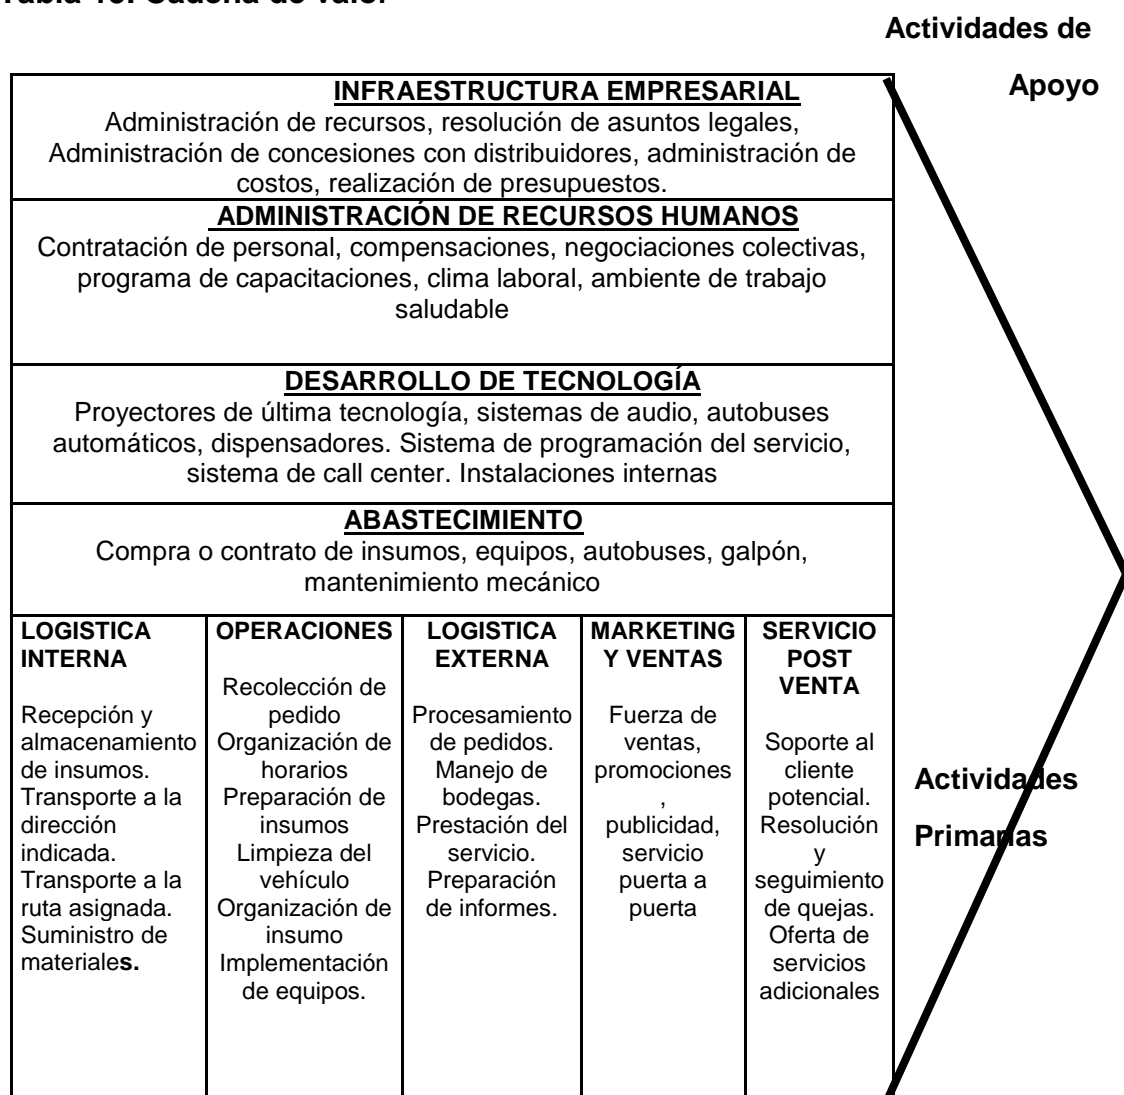 Actividades de
Apoyo
INFRAESTRUCTURA EMPRESARIAL
Administración de recursos, resolución de asuntos legales,
Administración de concesiones con distribuidores, administración de
costos, realización de presupuestos.
ADMINISTRACIÓN DE RECURSOS HUMANOS
Contratación de personal, compensaciones, negociaciones colectivas,
programa de capacitaciones, clima laboral, ambiente de trabajo
saludable
DESARROLLO DE TECNOLOGÍA
Proyectores de última tecnología, sistemas de audio, autobuses
automáticos, dispensadores. Sistema de programación del servicio,
sistema de call center. Instalaciones internas
ABASTECIMIENTO
Compra o contrato de insumos, equipos, autobuses, galpón,
mantenimiento mecánico
LOGISTICA
INTERNA
Recepción y
almacenamiento
de insumos.
Transporte a la
dirección
indicada.
Transporte a la
ruta asignada.
Suministro de
materiales.
OPERACIONES
Recolección de
pedido
Organización de
horarios
Preparación de
insumos
Limpieza del
vehículo
Organización de
insumo
Implementación
de equipos.
LOGISTICA
EXTERNA
Procesamiento
de pedidos.
Manejo de
bodegas.
Prestación del
servicio.
Preparación
de informes.
MARKETING
Y VENTAS
Fuerza de
ventas,
promociones
,
publicidad,
servicio
puerta a
puerta
SERVICIO
POST
VENTA
Soporte al
cliente
potencial.
Resolución
y
seguimiento
de quejas.
Oferta de
servicios
adicionales
Actividades
Primarias